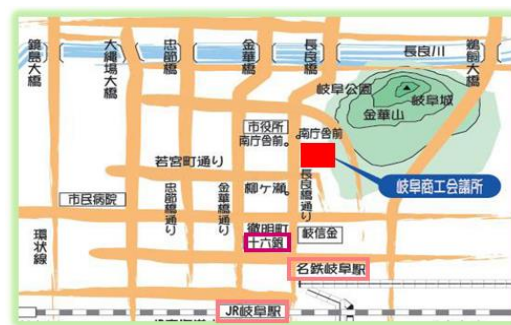 鏡島大橋
大縄場大橋
忠節橋
金華橋
長良橋
長良川
鵜飼大橋
岐阜公園
岐阜城
金華山
市役所
南庁舎前
南庁舎前
若宮町通り
岐阜商工会議所
柳ヶ瀬
長良橋通り
市民病院
忠節橋通り
金華橋通り
徹明町
岐信金
十六銀
環状線
名鉄岐阜駅
JR岐阜駅